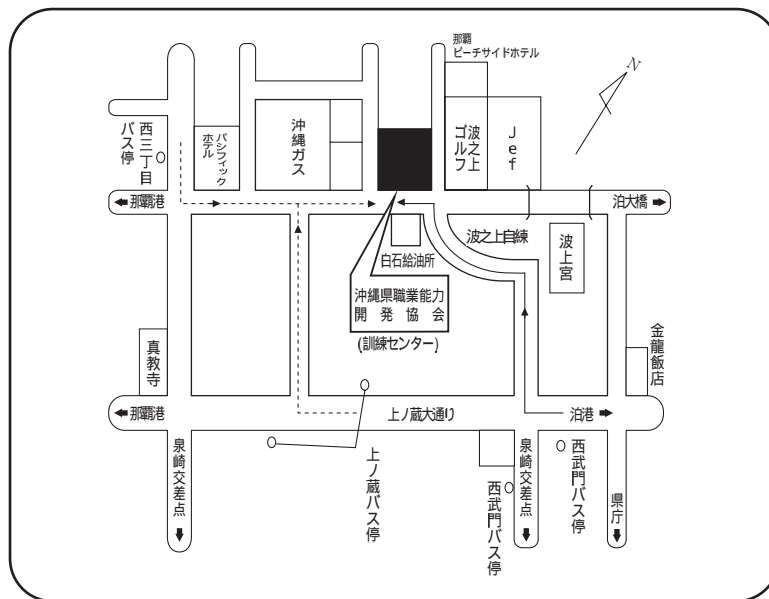 那覇
ビーチサイドホテル
N
西三丁目
バス停
パシフィック
ホテル
沖縄ガス
波之上
ゴルフ
Jef
那覇港
泊大橋
波之上自練
波上宮
白石給油所
沖縄県職業能力
開発協会
(訓練センター)
真教寺
金龍飯店
那覇港
上ノ蔵大通り
泊港
泉崎交差点
上ノ蔵バス停
西武門バス停
泉崎交差点
西武門バス停
県庁